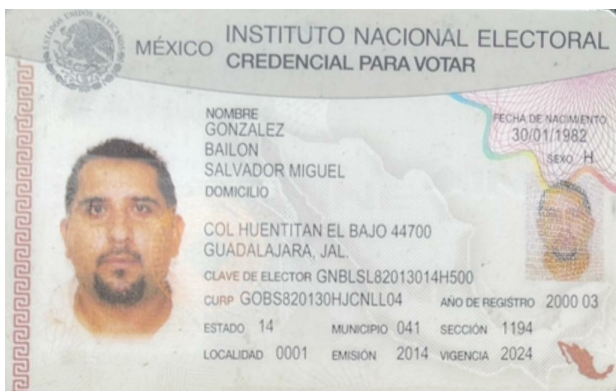 MÉXICO INSTITUTO NACIONAL ELECTORAL
CREDENCIAL PARA VOTAR
NOMBRE
GONZALEZ
BAILON
SALVADOR MIGUEL
FECHA DE NACIMIENTO
30/01/1982
SEXO H
DOMICILIO
COL HUENTITAN EL BAJO 44700
GUADALAJARA, JAL.
CLAVE DE ELECTOR GNBLSL82013014H500
CURP GOBS820130HJCNLL04 AÑO DE REGISTRO 2000 03
ESTADO 14 MUNICIPIO 041 SECCIÓN 1194
LOCALIDAD 0001 EMISIÓN 2014 VIGENCIA 2024